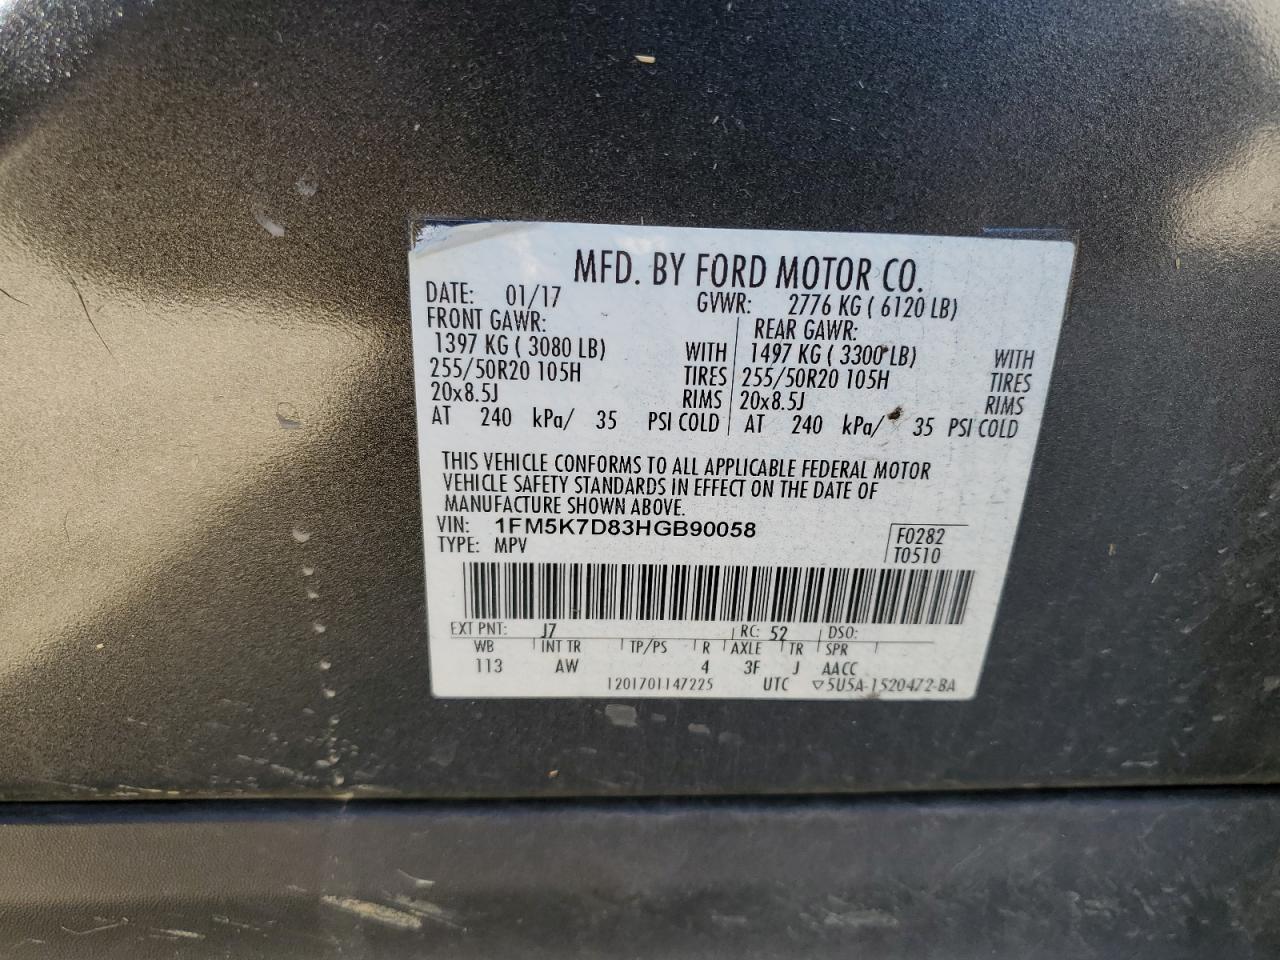 MFD. BY FORD MOTOR CO.
DATE: 01/17 GVWR: 2776 KG ( 6120 LB)
FRONT GAWR: REAR GAWR:
1397 KG ( 3080 LB) WITH 1497 KG ( 3300 LB) WITH
255/50R20 105H TIRES 255/50R20 105H TIRES
20x8.5J RIMS 20x8.5J RIMS
AT 240 kPa/ 35 PSI COLD AT 240 kPa/ 35 PSI COLD
THIS VEHICLE CONFORMS TO ALL APPLICABLE FEDERAL MOTOR
VEHICLE SAFETY STANDARDS IN EFFECT ON THE DATE OF
MANUFACTURE SHOWN ABOVE.
VIN: 1FM5K7D83HGB90058 F0282
TYPE: MPV T0510
EXT PNT: J7 RC: 52 DSO:
WB INT TR TP/PS R AXLE TR SPR
113 AW 4 3F J AACC
1201701147225 UTC ▽5U5A-1520472-BA